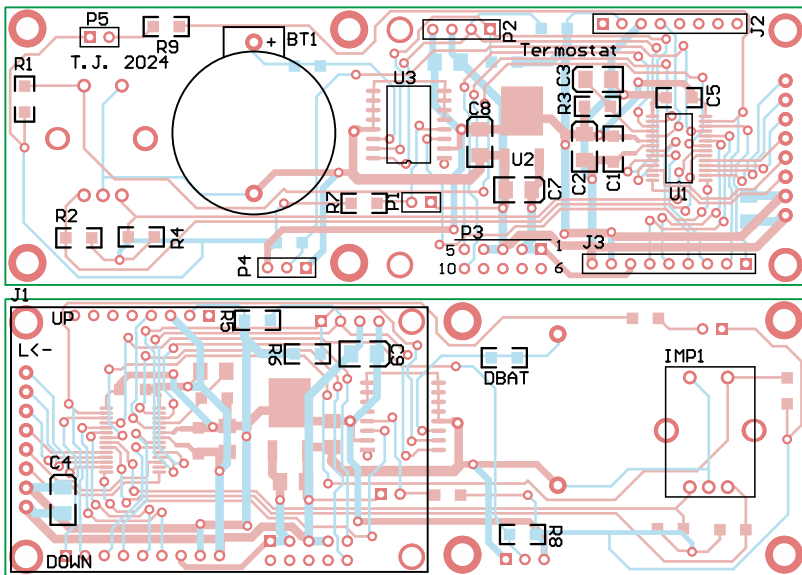 P5
R9
T.J. 2024
R1
BT1
+
U3
P2
Termostat
J2
C3
R3
C5
C8
U2
C2
C1
U1
C7
R7
P1
R2
R4
P4
P3
5
1
10
6
J3
J1
UP
R5
L<-
R6
C9
DBAT
IMP1
C4
R8
DOWN